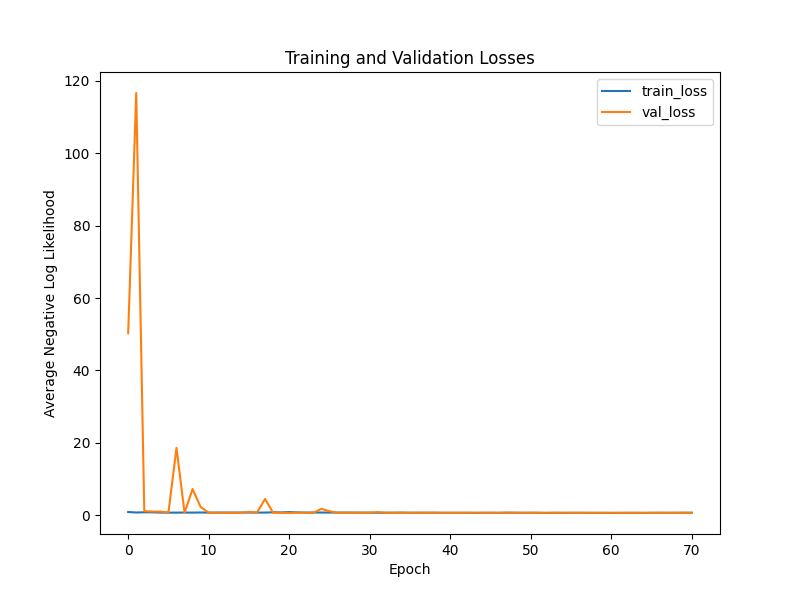 Training and Validation Losses
train_loss
val_loss
Average Negative Log Likelihood
120
100
80
60
40
20
0
0 10 20 30 40 50 60 70
Epoch